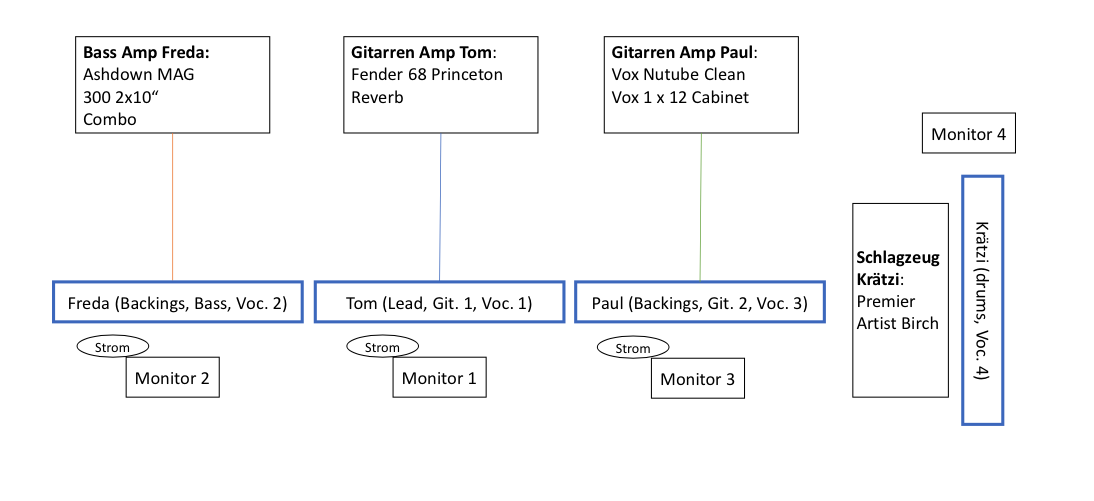 Bass Amp Freda:
Ashdown MAG
300 2x10“
Combo
Gitarren Amp Tom:
Fender 68 Princeton
Reverb
Gitarren Amp Paul:
Vox Nutube Clean
Vox 1 x 12 Cabinet
Monitor 4
Schlagzeug
Krätzi:
Premier
Artist Birch
Krätzi (drums, Voc. 4)
Freda (Backings, Bass, Voc. 2)
Tom (Lead, Git. 1, Voc. 1)
Paul (Backings, Git. 2, Voc. 3)
Strom
Monitor 2
Strom
Monitor 1
Strom
Monitor 3